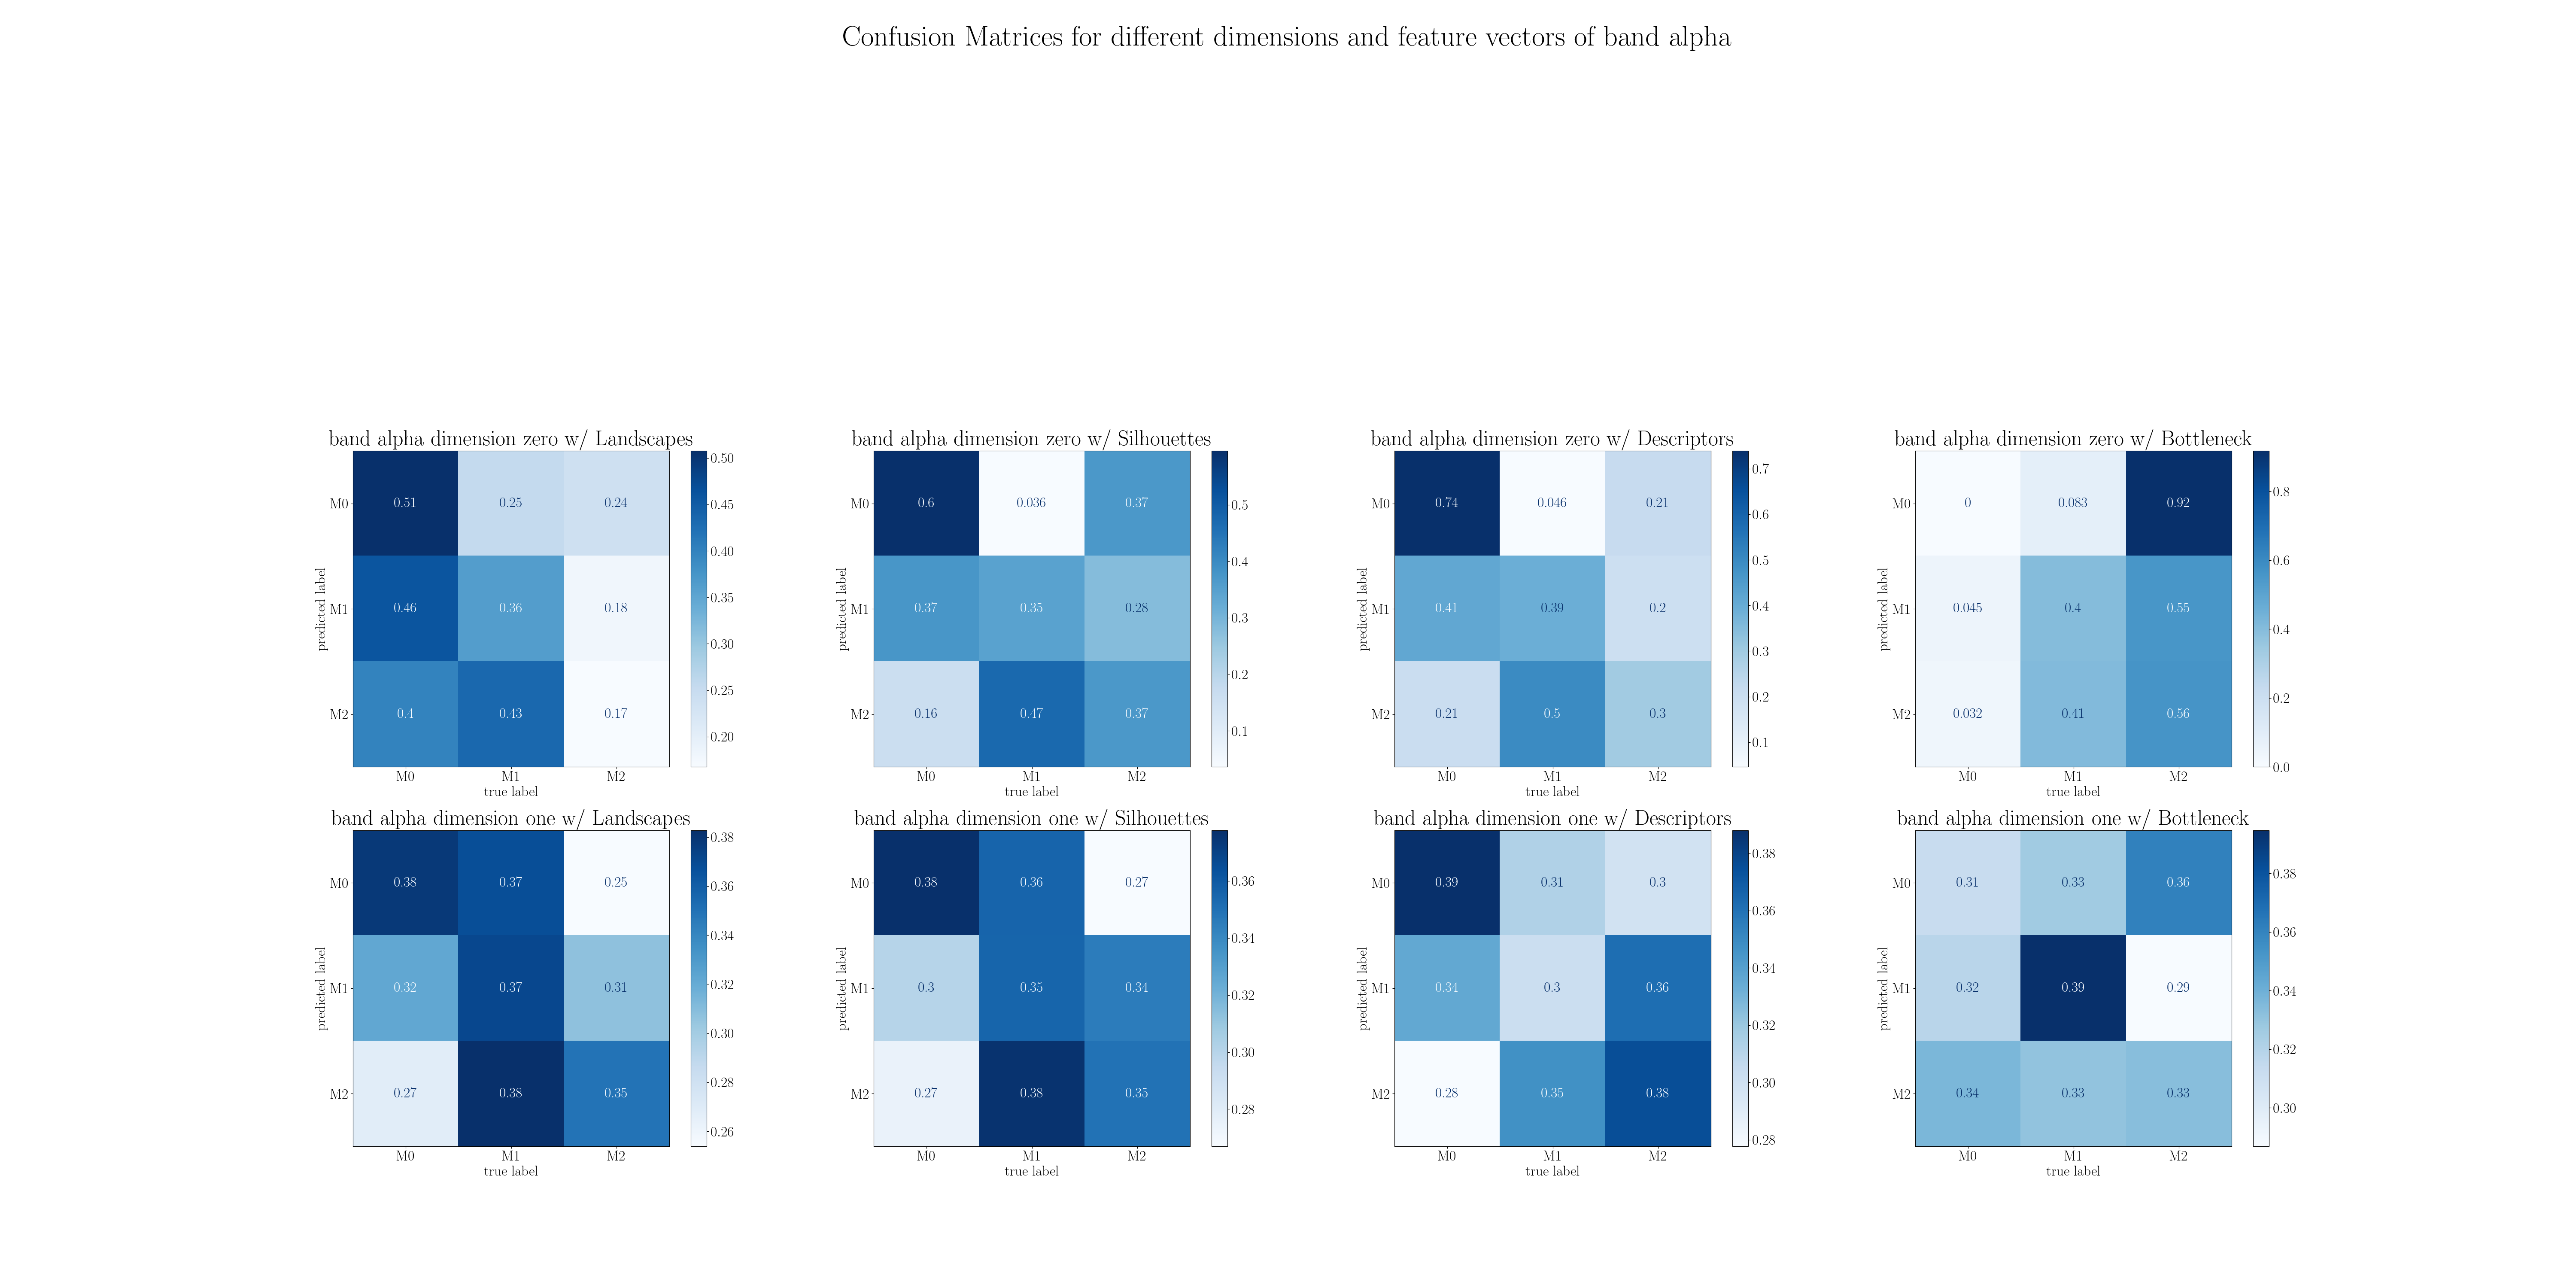 Confusion Matrices for different dimensions and feature vectors of band alpha
band alpha dimension zero w/ Landscapes
predicted label
M0 0.51 0.25 0.24
M1 0.46 0.36 0.18
M2 0.4 0.43 0.17
M0 M1 M2
true label
0.50
0.45
0.40
0.35
0.30
0.25
0.20
band alpha dimension zero w/ Silhouettes
predicted label
M0 0.6 0.036 0.37
M1 0.37 0.35 0.28
M2 0.16 0.47 0.37
M0 M1 M2
true label
0.5
0.4
0.3
0.2
0.1
band alpha dimension zero w/ Descriptors
predicted label
M0 0.74 0.046 0.21
M1 0.41 0.39 0.2
M2 0.21 0.5 0.3
M0 M1 M2
true label
0.7
0.6
0.5
0.4
0.3
0.2
0.1
band alpha dimension zero w/ Bottleneck
predicted label
M0 0 0.083 0.92
M1 0.045 0.4 0.55
M2 0.032 0.41 0.56
M0 M1 M2
true label
0.8
0.6
0.4
0.2
0.0
band alpha dimension one w/ Landscapes
predicted label
M0 0.38 0.37 0.25
M1 0.32 0.37 0.31
M2 0.27 0.38 0.35
M0 M1 M2
true label
0.38
0.36
0.34
0.32
0.30
0.28
0.26
band alpha dimension one w/ Silhouettes
predicted label
M0 0.38 0.36 0.27
M1 0.3 0.35 0.34
M2 0.27 0.38 0.35
M0 M1 M2
true label
0.36
0.34
0.32
0.30
0.28
band alpha dimension one w/ Descriptors
predicted label
M0 0.39 0.31 0.3
M1 0.34 0.3 0.36
M2 0.28 0.35 0.38
M0 M1 M2
true label
0.38
0.36
0.34
0.32
0.30
0.28
band alpha dimension one w/ Bottleneck
predicted label
M0 0.31 0.33 0.36
M1 0.32 0.39 0.29
M2 0.34 0.33 0.33
M0 M1 M2
true label
0.38
0.36
0.34
0.32
0.30